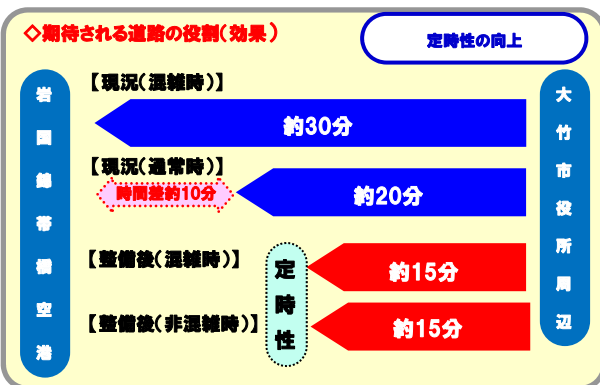 ◇期待される道路の役割(効果)
定時性の向上
岩国錦帯橋空港
大竹市役所周辺
【現況(混雑時)】
約30分
【現況(通常時)】
時間差約10分
約20分
【整備後(混雑時)】
約15分
定時性
【整備後(非混雑時)】
約15分